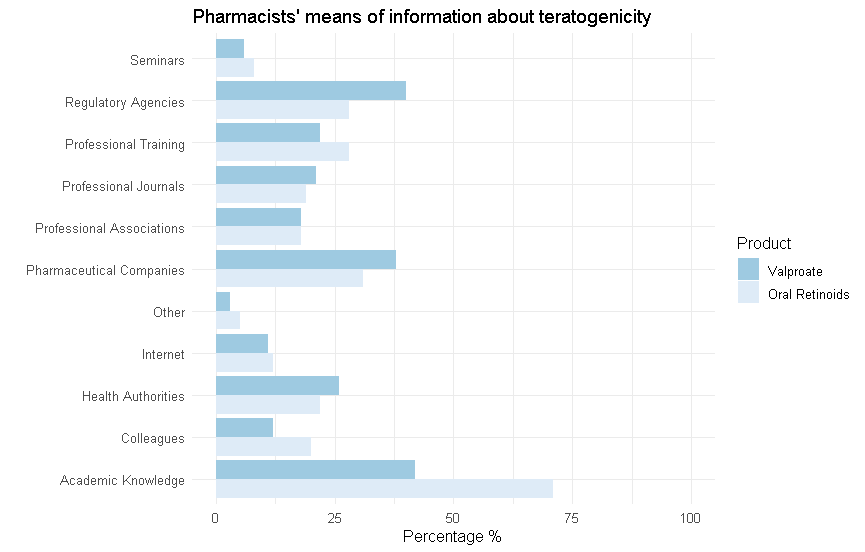 Pharmacists' means of information about teratogenicity
Seminars
Regulatory Agencies
Professional Training
Professional Journals
Professional Associations
Pharmaceutical Companies
Other
Internet
Health Authorities
Colleagues
Academic Knowledge
0 25 50 75 100
Percentage %
Product
Valproate
Oral Retinoids